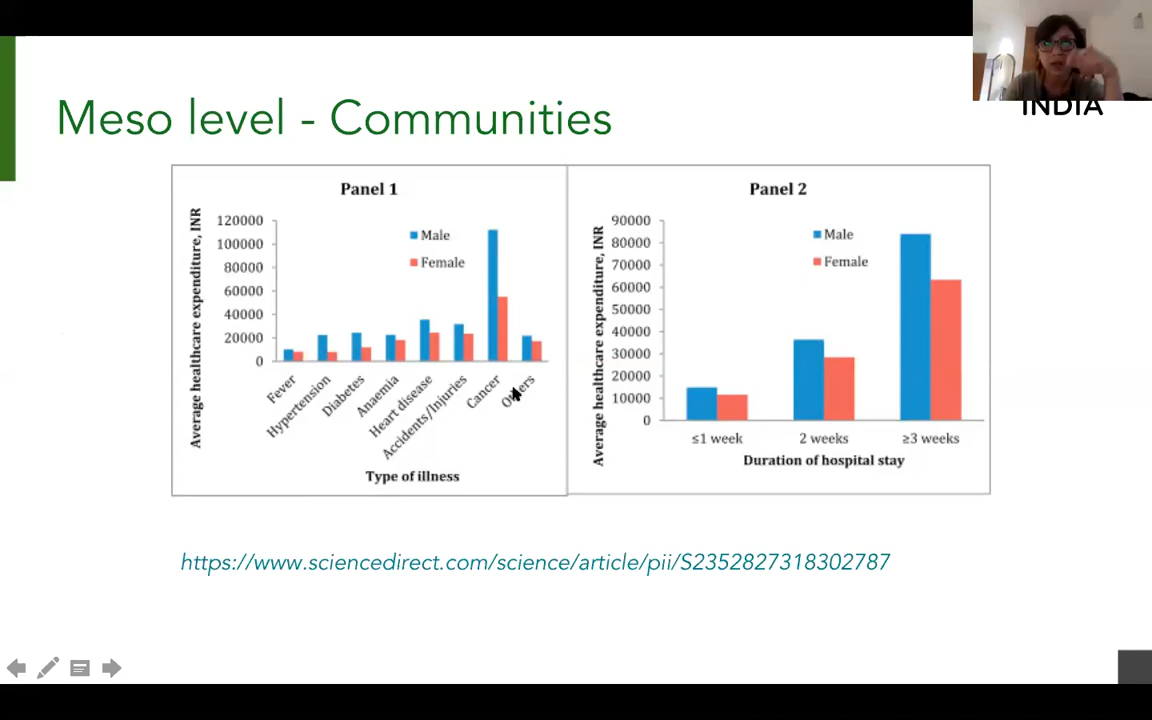 INDIA
Meso level - Communities
Panel 1
Average healthcare expenditure, INR
120000
100000
80000
60000
40000
20000
0
Male
Female
Fever
Hypertension
Diabetes
Anaemia
Heart disease
Accidents/Injuries
Cancer
Others
Type of illness
Panel 2
Average healthcare expenditure, INR
90000
80000
70000
60000
50000
40000
30000
20000
10000
0
Male
Female
≤1 week
2 weeks
≥3 weeks
Duration of hospital stay
https://www.sciencedirect.com/science/article/pii/S2352827318302787